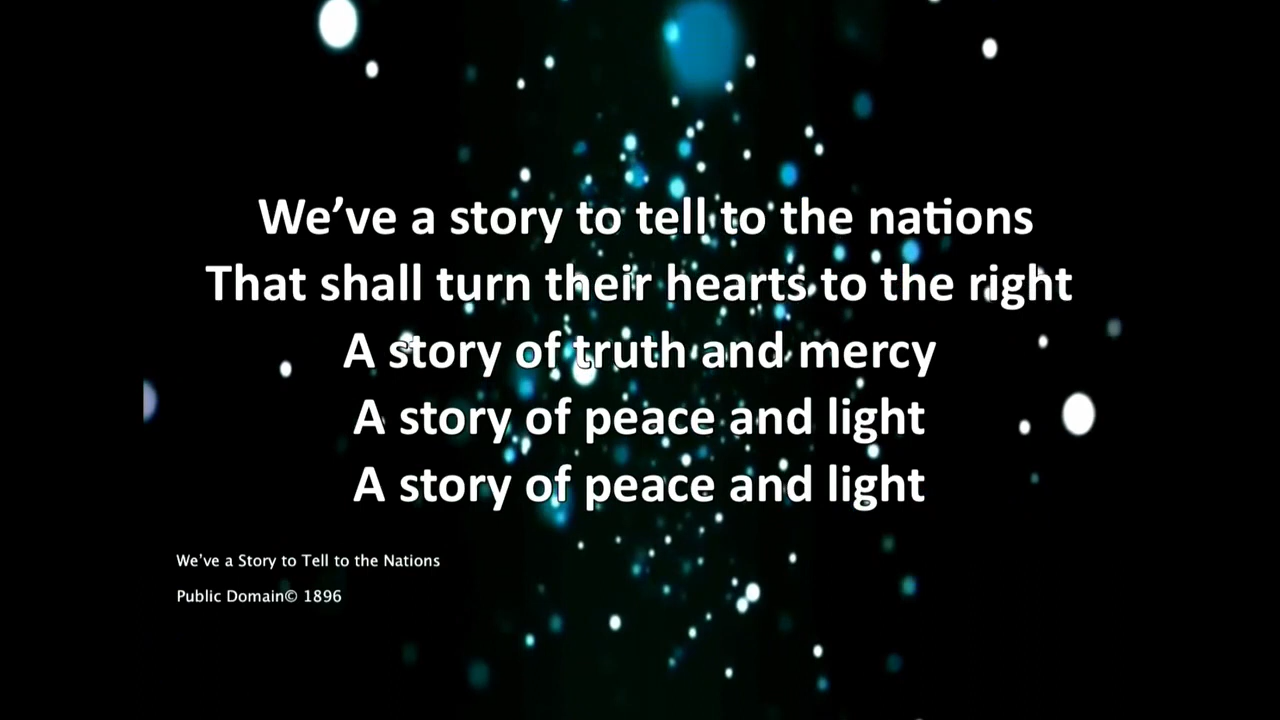 We’ve a story to tell to the nations
That shall turn their hearts to the right
A story of truth and mercy
A story of peace and light
A story of peace and light
We’ve a Story to Tell to the Nations
Public Domain© 1896